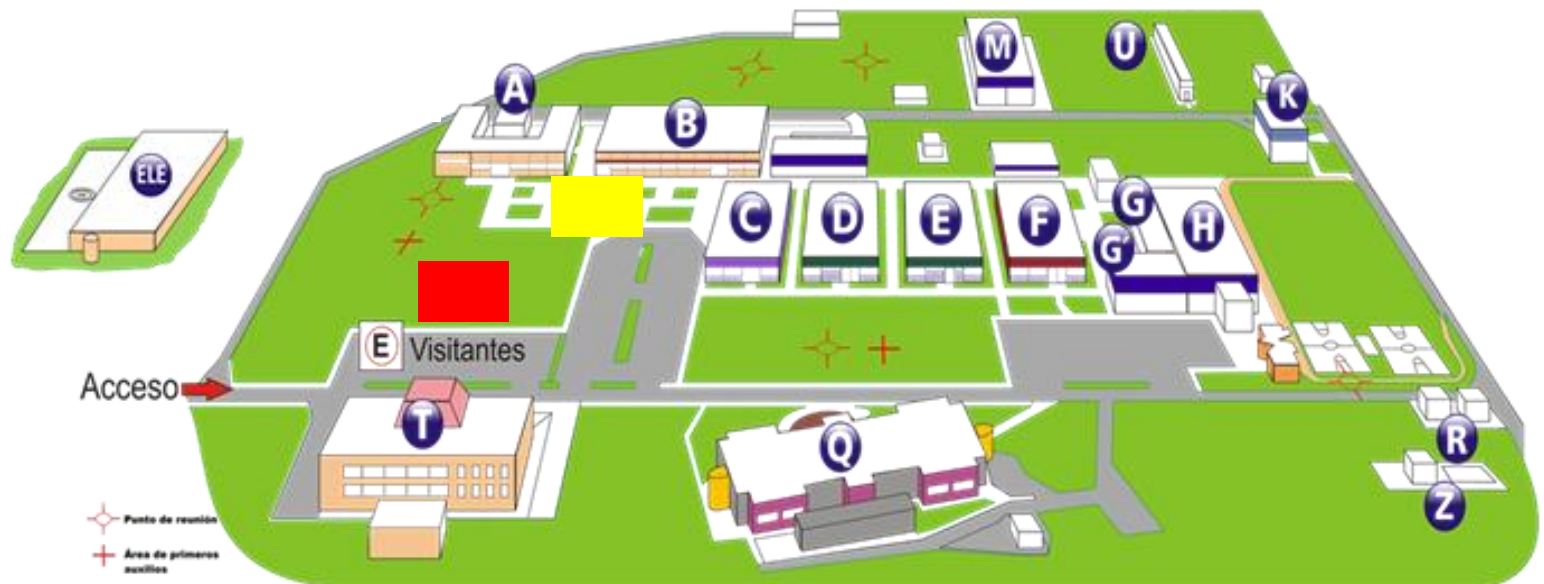 M
U
A
K
B
ELE
G
C
D
E
F
H
G'
E Visitantes
Acceso
T
Q
R
Z
Punto de reunión
Área de primeros
auxilios